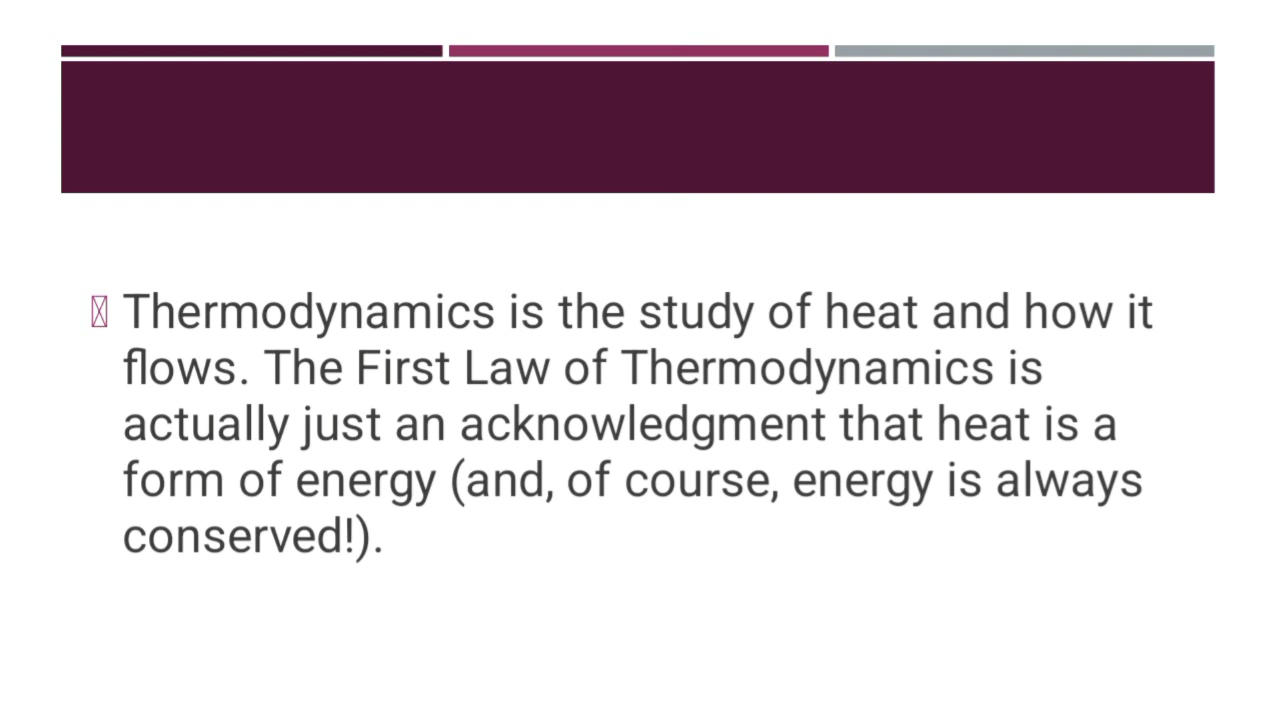 Thermodynamics is the study of heat and how it
flows. The First Law of Thermodynamics is
actually just an acknowledgment that heat is a
form of energy (and, of course, energy is always
conserved!).